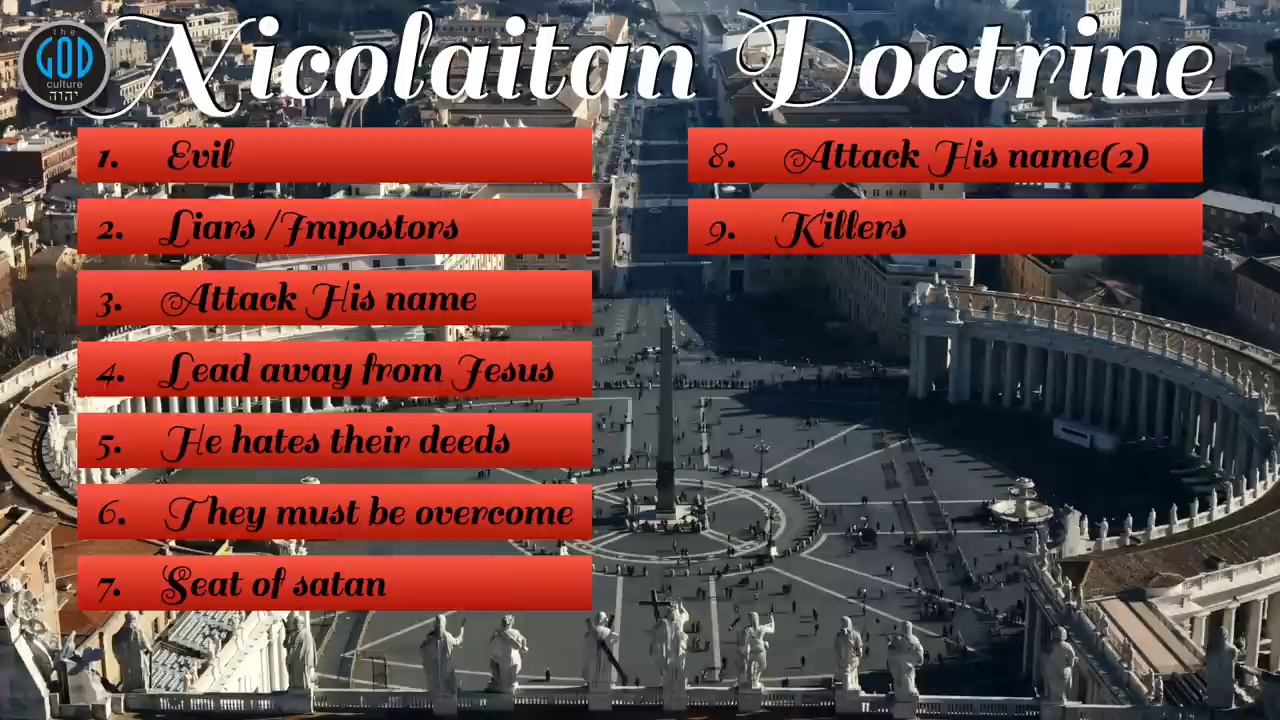 the
GOD
culture
יהוה
Nicolaitan Doctrine
1. Evil
2. Liars /Impostors
3. Attack His name
4. Lead away from Jesus
5. He hates their deeds
6. They must be overcome
7. Seat of satan
8. Attack His name(2)
9. Killers